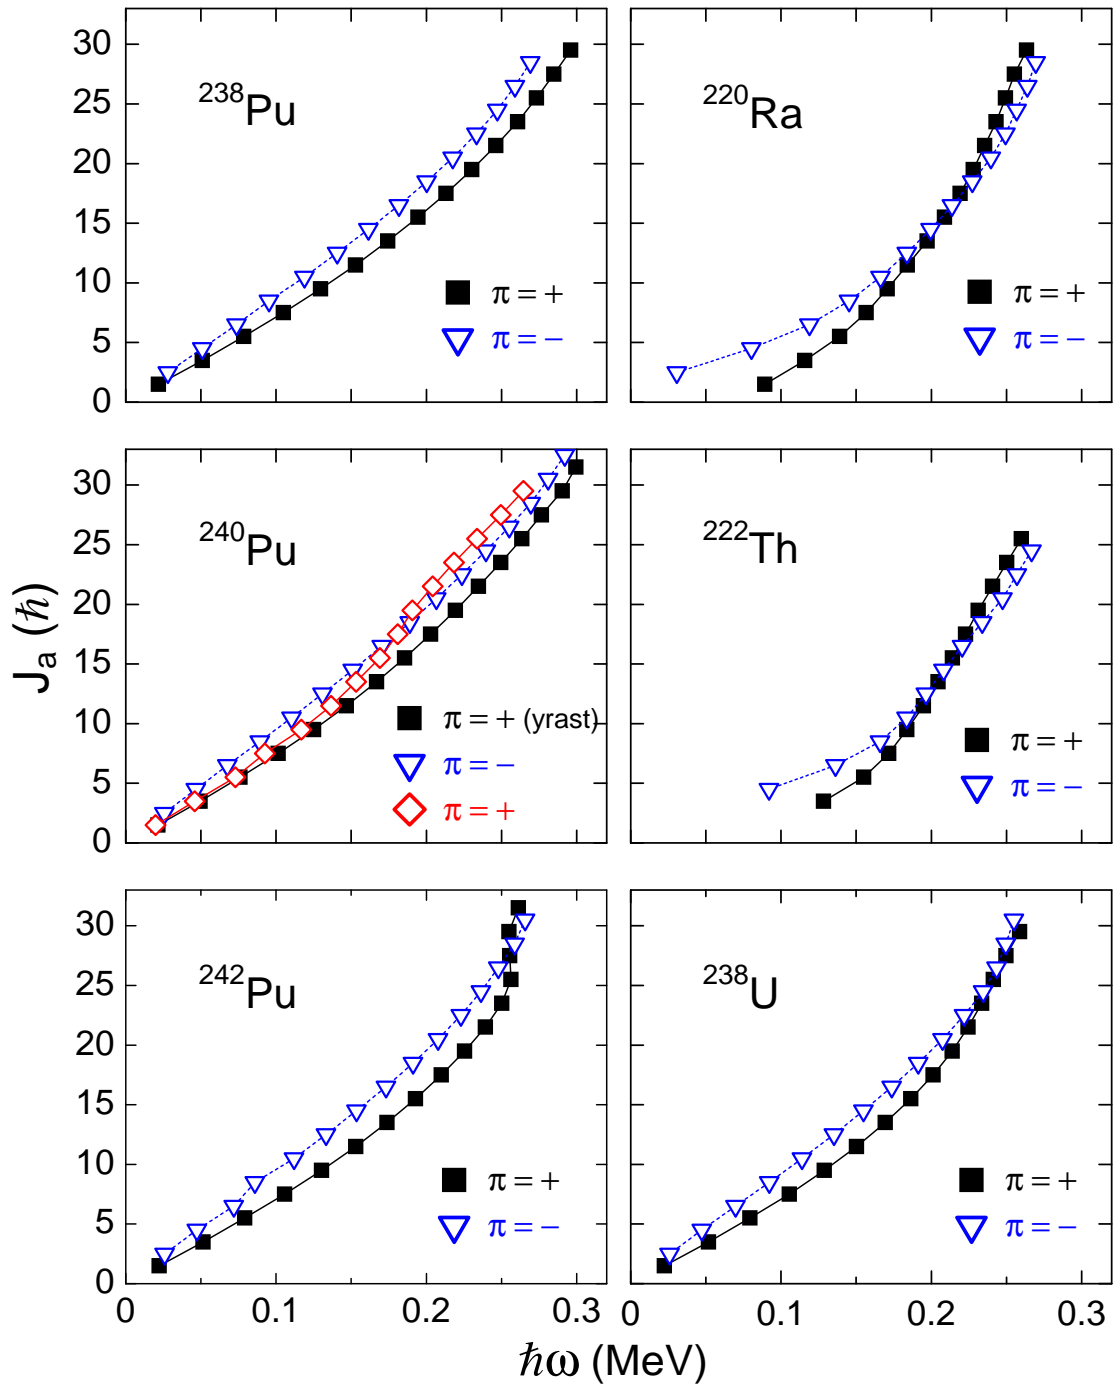 30
25
20
15
10
5
0
²³⁸Pu
π = +
π = −
²²⁰Ra
π = +
π = −
Jₐ (ℏ)
30
25
20
15
10
5
0
²⁴⁰Pu
π = + (yrast)
π = −
π = +
²²²Th
π = +
π = −
30
25
20
15
10
5
0
²⁴²Pu
π = +
π = −
²³⁸U
π = +
π = −
0 0.1 0.2 0.3
0 0.1 0.2 0.3
ℏω (MeV)